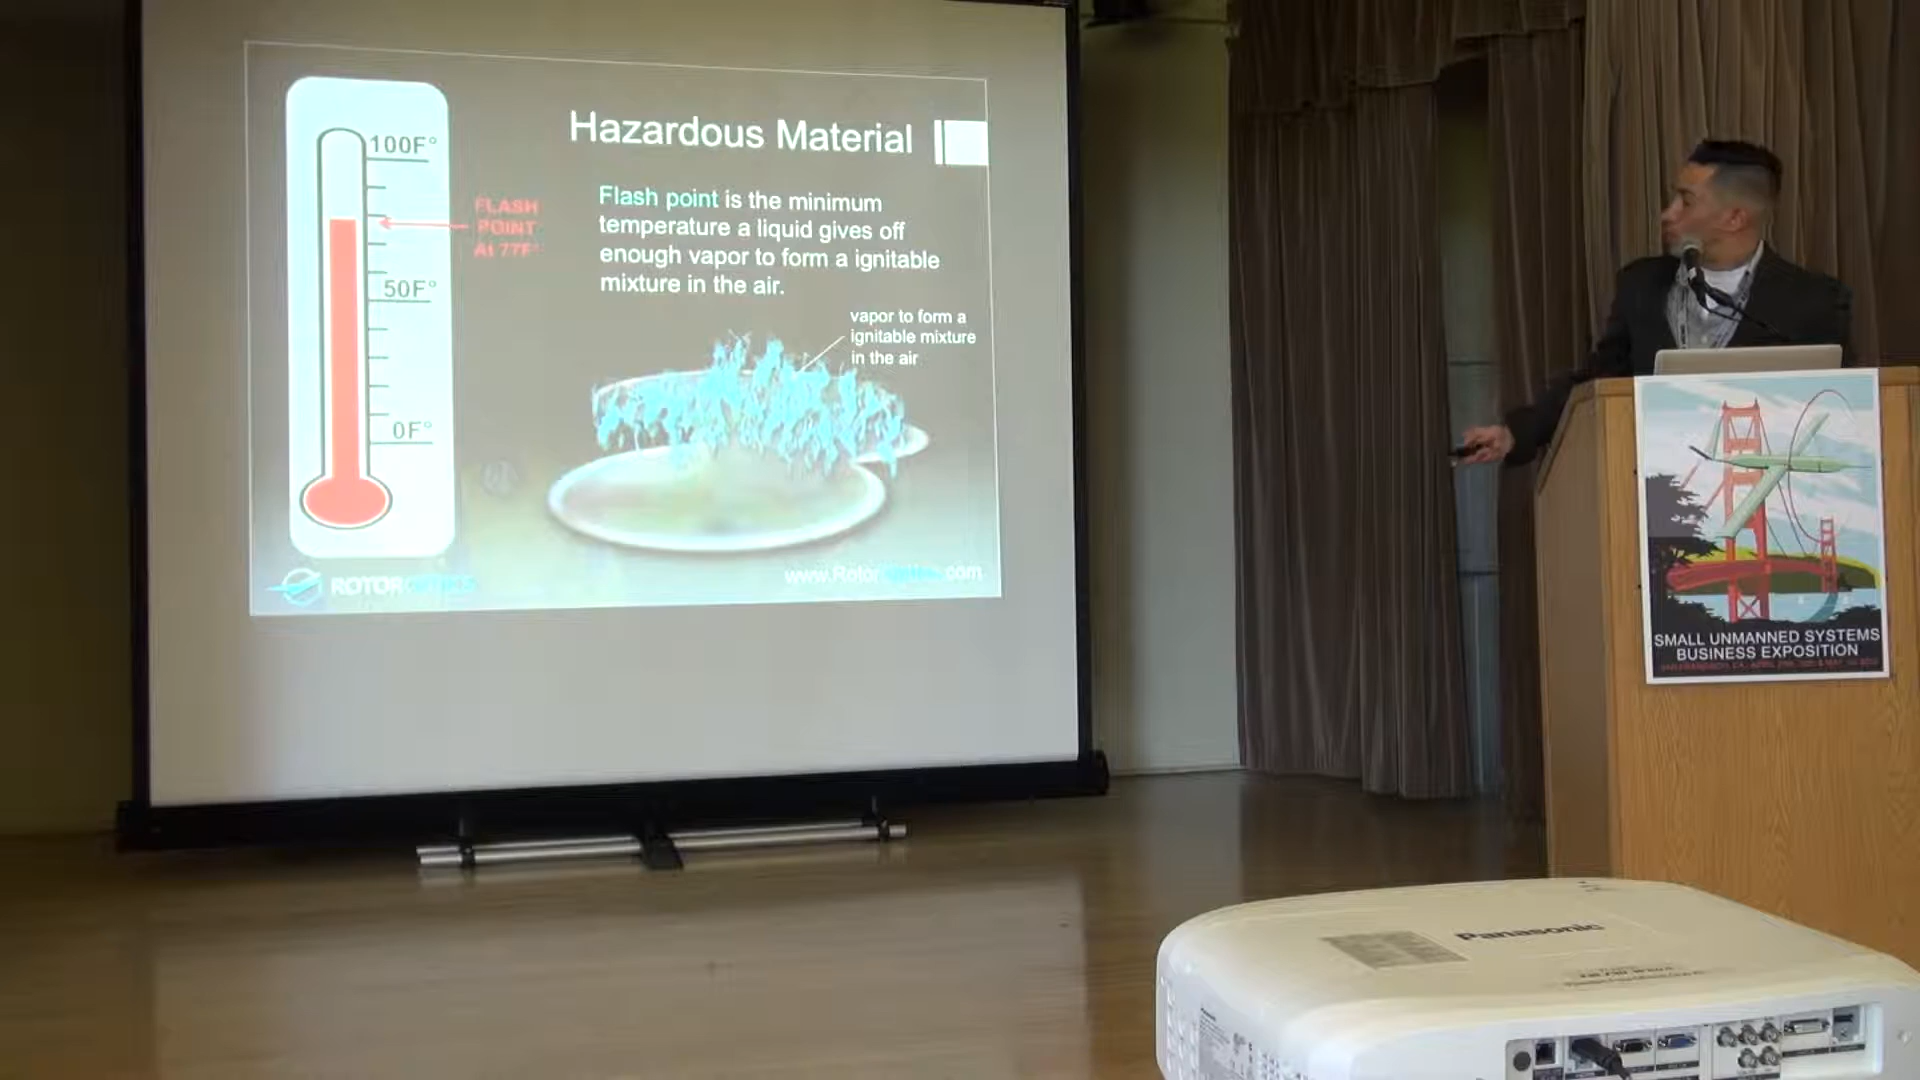 Hazardous Material
100F°
FLASH
POINT
At 77F°
50F°
0F°
Flash point is the minimum
temperature a liquid gives off
enough vapor to form a ignitable
mixture in the air.
vapor to form a
ignitable mixture
in the air
ROTOROPTICS
www.RotorOptics.com
SMALL UNMANNED SYSTEMS
BUSINESS EXPOSITION
Panasonic